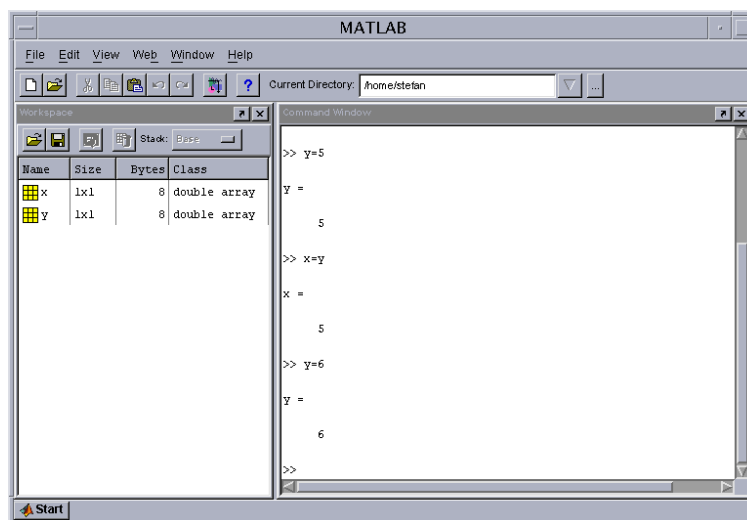 MATLAB
File Edit View Web Window Help
? Current Directory: /home/stefan ...
Workspace
Stack: Base
Name Size Bytes Class
x 1x1 8 double array
y 1x1 8 double array
Command Window
>> y=5
y =
5
>> x=y
x =
5
>> y=6
y =
6
>>
Start